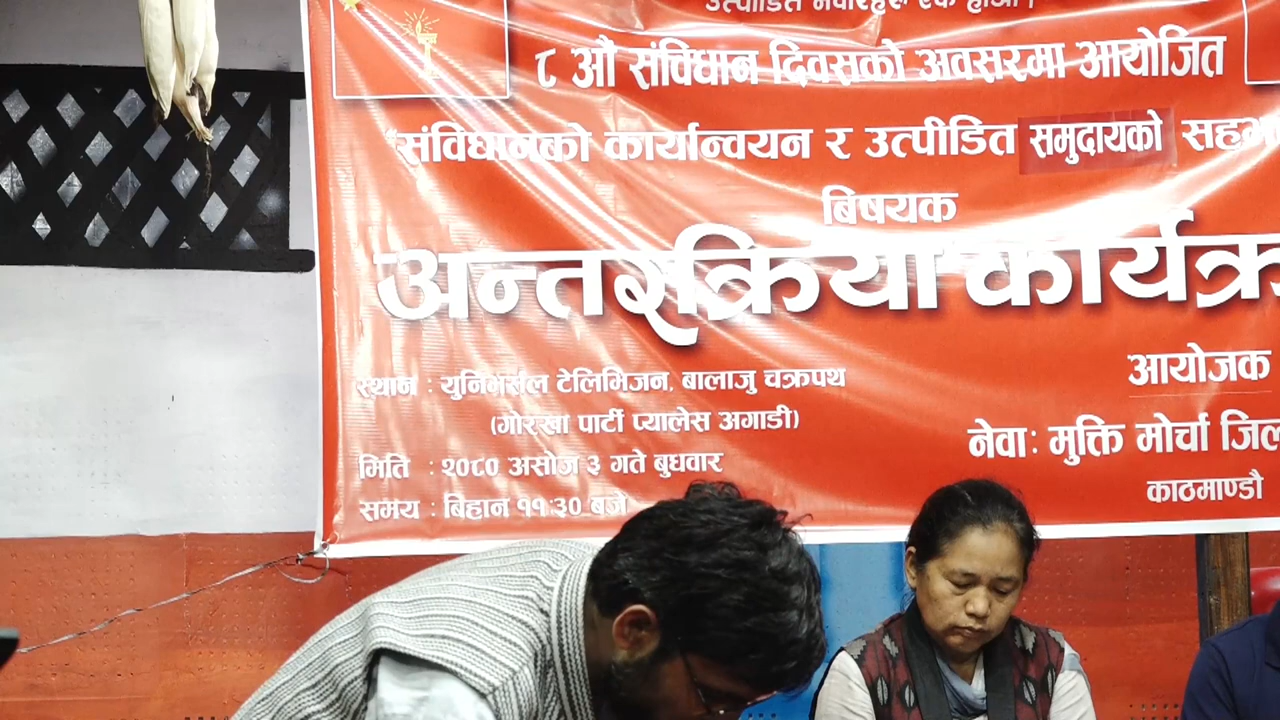 ८ औं संविधान दिवसको अवसरमा आयोजित
"संविधानको कार्यान्वयन र उत्पीडित समुदायको
बिषयक
अन्तरक्रिया
स्थान : युनिभर्सल टेलिभिजन, बालाजु चक्रपथ
(गोरखा पार्टी प्यालेस अगाडी)
मिति : २०८० असोज ३ गते बुधवार
समय : बिहान ११:३० बजे
आयोजक
नेवा: मुक्ति मोर्चा
काठमाण्डौ